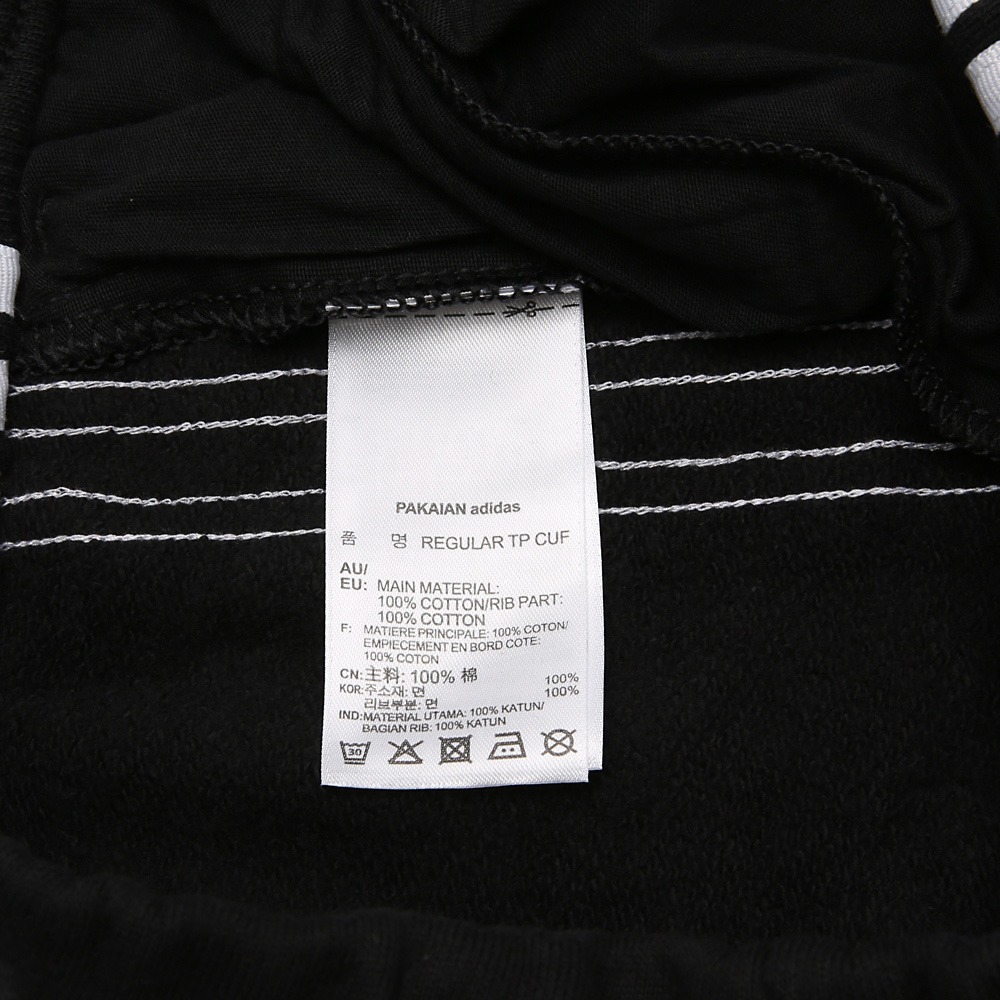 PAKAIAN adidas
품 명 REGULAR TP CUF
AU/
EU: MAIN MATERIAL:
100% COTTON/RIB PART:
100% COTTON
F: MATIERE PRINCIPALE: 100% COTON/
EMPIECEMENT EN BORD COTE:
100% COTON
CN: 主料: 100% 棉
KOR: 주소재: 면 100%
리브부분: 면 100%
IND: MATERIAL UTAMA: 100% KATUN/
BAGIAN RIB: 100% KATUN
30